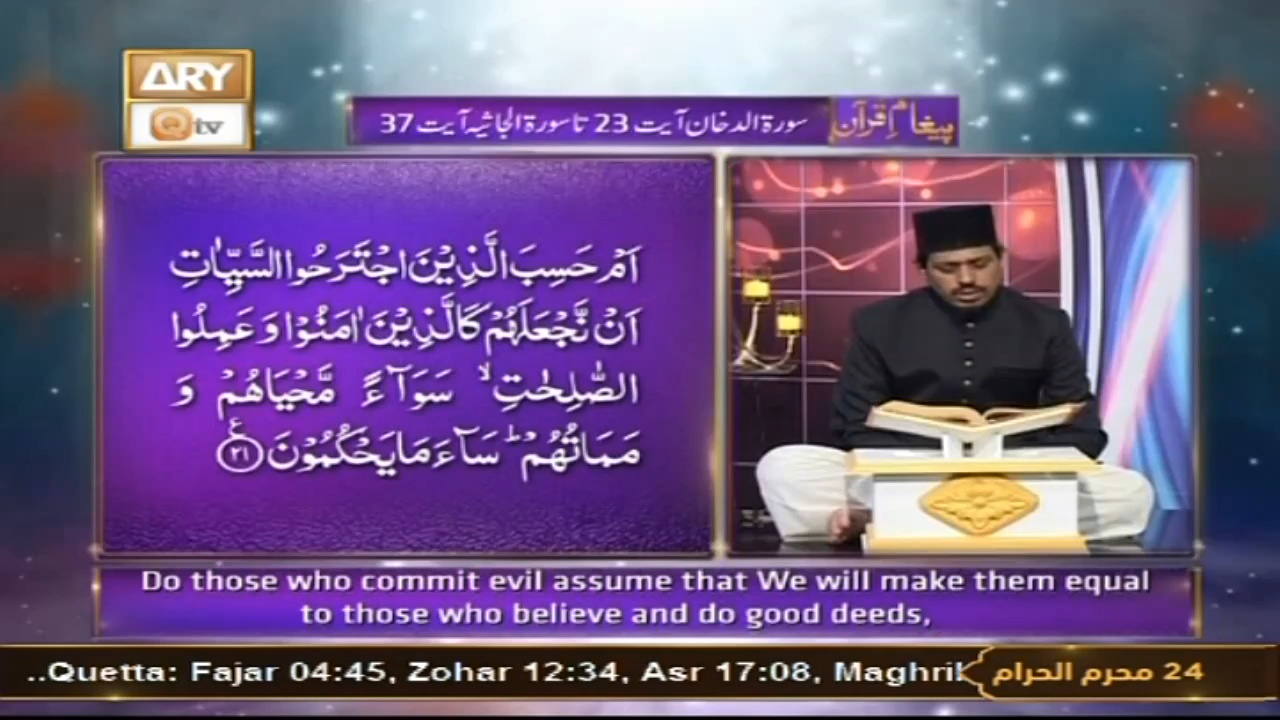 ARY
Qtv
پیغامِ قرآن
سورۃ الدخان آیت 23 تا سورۃ الجاثیہ آیت 37
اَمْ حَسِبَ الَّذِیْنَ اجْتَرَحُوا السَّیِّاٰتِ
اَنْ نَّجْعَلَهُمْ كَالَّذِیْنَ اٰمَنُوْا وَ عَمِلُوا
الصّٰلِحٰتِ ۙ سَوَآءً مَّحْیَاهُمْ وَ
مَمَاتُهُمْ ؕ سَآءَ مَا یَحْكُمُوْنَ ع ۲۱
Do those who commit evil assume that We will make them equal
to those who believe and do good deeds,
..Quetta: Fajar 04:45, Zohar 12:34, Asr 17:08, Maghri
24 محرم الحرام